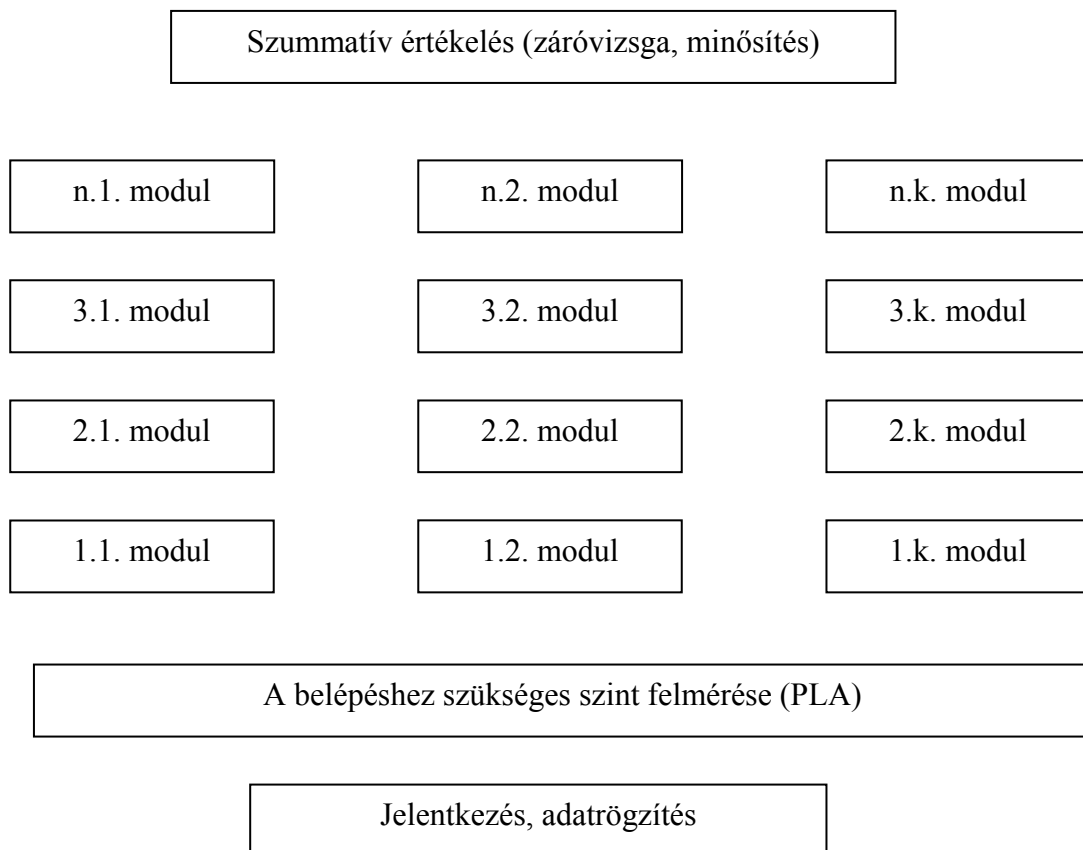 Szummatív értékelés (záróvizsga, minősítés)
n.1. modul n.2. modul n.k. modul
3.1. modul 3.2. modul 3.k. modul
2.1. modul 2.2. modul 2.k. modul
1.1. modul 1.2. modul 1.k. modul
A belépéshez szükséges szint felmérése (PLA)
Jelentkezés, adatrögzítés